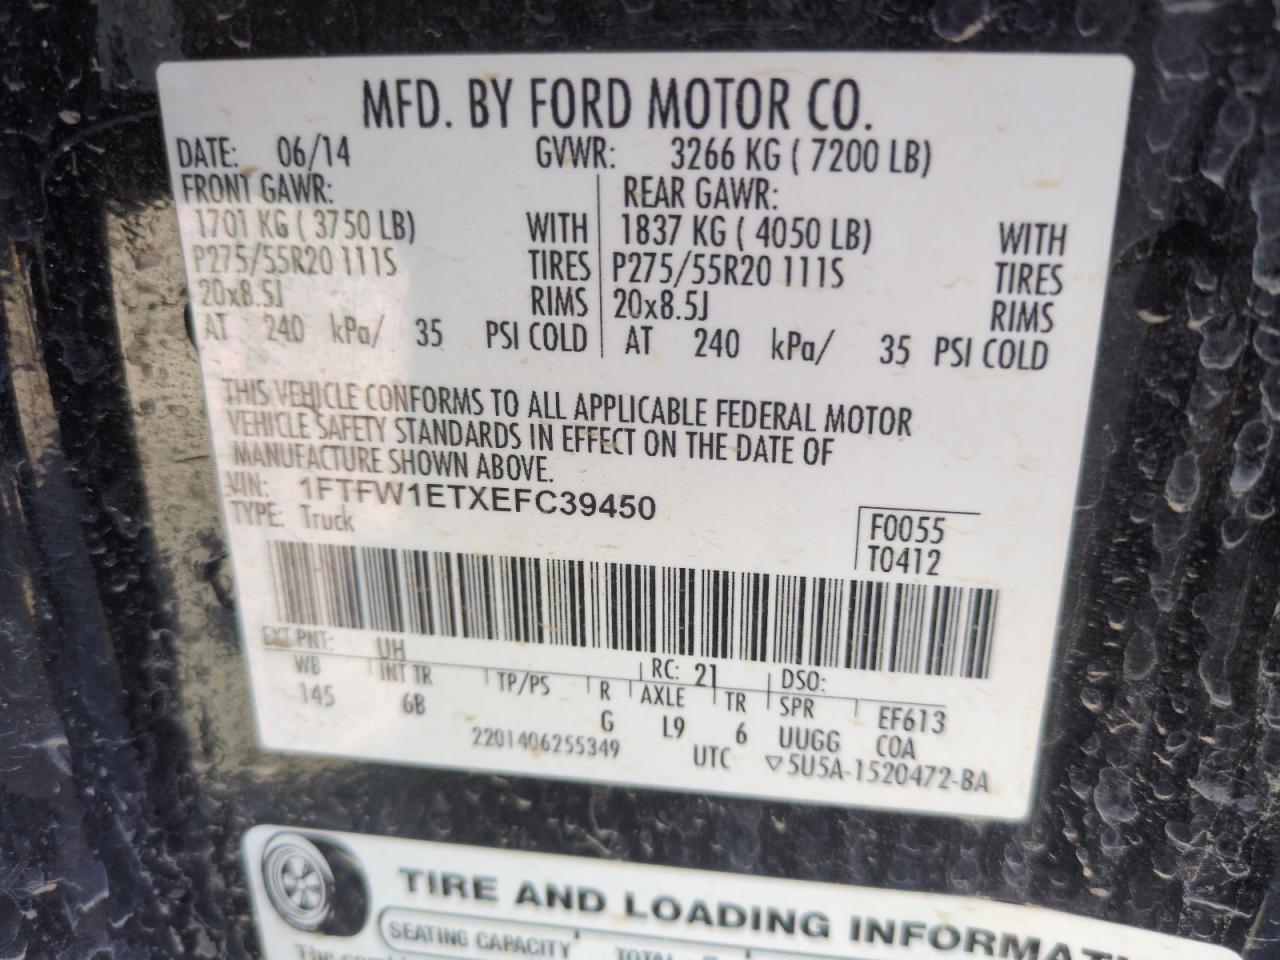 MFD. BY FORD MOTOR CO.
DATE: 06/14 GVWR: 3266 KG ( 7200 LB)
FRONT GAWR: REAR GAWR:
1701 KG ( 3750 LB) WITH 1837 KG ( 4050 LB) WITH
P275/55R20 111S TIRES P275/55R20 111S TIRES
20x8.5J RIMS 20x8.5J RIMS
AT 240 kPa/ 35 PSI COLD AT 240 kPa/ 35 PSI COLD
THIS VEHICLE CONFORMS TO ALL APPLICABLE FEDERAL MOTOR
VEHICLE SAFETY STANDARDS IN EFFECT ON THE DATE OF
MANUFACTURE SHOWN ABOVE.
VIN: 1FTFW1ETXEFC39450
TYPE: Truck
F0055
T0412
EXT PNT: UH RC: 21 DSO:
WB INT TR TP/PS R AXLE TR SPR EF613
145 6B G L9 6 UUGG COA
2201406255349 UTC ▽5U5A-1520472-BA
TIRE AND LOADING
SEATING CAPACITY
The